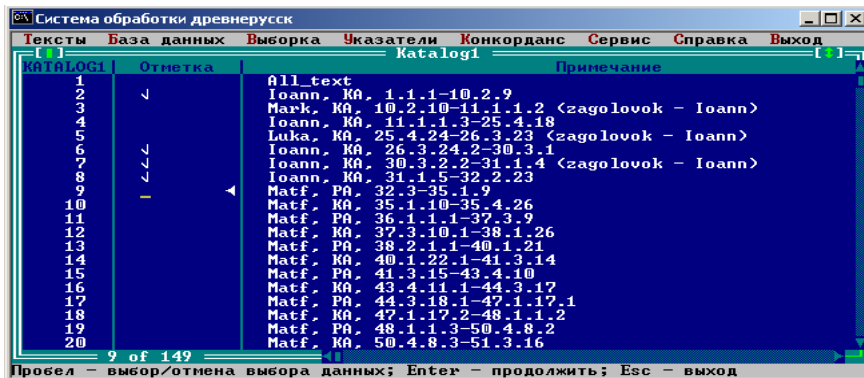 Система обработки древнерусск
Тексты База данных Выборка Указатели Конкорданс Сервис Справка Выход
Katalog1
KATALOG1 Отметка Примечание
1 All_text
2 √ Ioann, KA, 1.1.1-10.2.9
3 Mark, KA, 10.2.10-11.1.1.2 (zagolovok - Ioann)
4 Ioann, KA, 11.1.1.3-25.4.18
5 Luka, KA, 25.4.24-26.3.23 (zagolovok - Ioann)
6 √ Ioann, KA, 26.3.24.2-30.3.1
7 √ Ioann, KA, 30.3.2.2-31.1.4 (zagolovok - Ioann)
8 √ Ioann, KA, 31.1.5-32.2.23
9 Matf, PA, 32.3-35.1.9
10 Matf, KA, 35.1.10-35.4.26
11 Matf, PA, 36.1.1.1-37.3.9
12 Matf, KA, 37.3.10.1-38.1.26
13 Matf, PA, 38.2.1.1-40.1.21
14 Matf, KA, 40.1.22.1-41.3.14
15 Matf, PA, 41.3.15-43.4.10
16 Matf, KA, 43.4.11.1-44.3.17
17 Matf, PA, 44.3.18.1-47.1.17.1
18 Matf, KA, 47.1.17.2-48.1.1.2
19 Matf, PA, 48.1.1.3-50.4.8.2
20 Matf, KA, 50.4.8.3-51.3.16
9 of 149
Пробел - выбор/отмена выбора данных; Enter - продолжить; Esc - выход